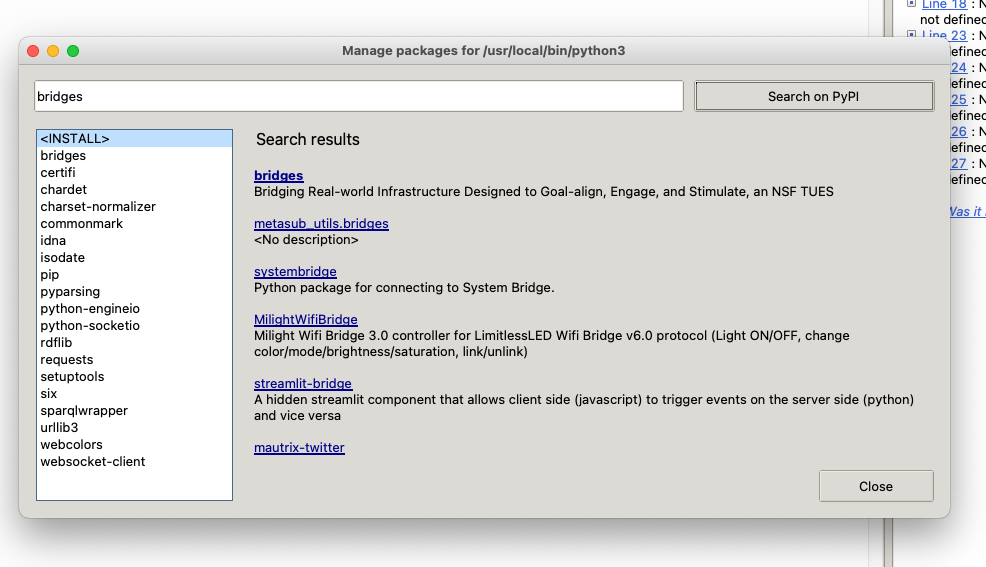 Line 18 : N
not defined
Line 23 : N
Manage packages for /usr/local/bin/python3
efined
24 : N
efined
bridges
Search on PyPI
25 : N
efined
<INSTALL>
Search results
26 : N
efined
bridges
27 : N
certifi
bridges
efined
chardet
Bridging Real-world Infrastructure Designed to Goal-align, Engage, and Stimulate, an NSF TUES
charset-normalizer
Was it
commonmark
metasub_utils.bridges
idna
<No description>
isodate
pip
systembridge
pyparsing
Python package for connecting to System Bridge.
python-engineio
python-socketio
MilightWifiBridge
rdflib
Milight Wifi Bridge 3.0 controller for LimitlessLED Wifi Bridge v6.0 protocol (Light ON/OFF, change
requests
color/mode/brightness/saturation, link/unlink)
setuptools
streamlit-bridge
six
A hidden streamlit component that allows client side (javascript) to trigger events on the server side (python)
sparqlwrapper
and vice versa
urllib3
webcolors
mautrix-twitter
websocket-client
Close